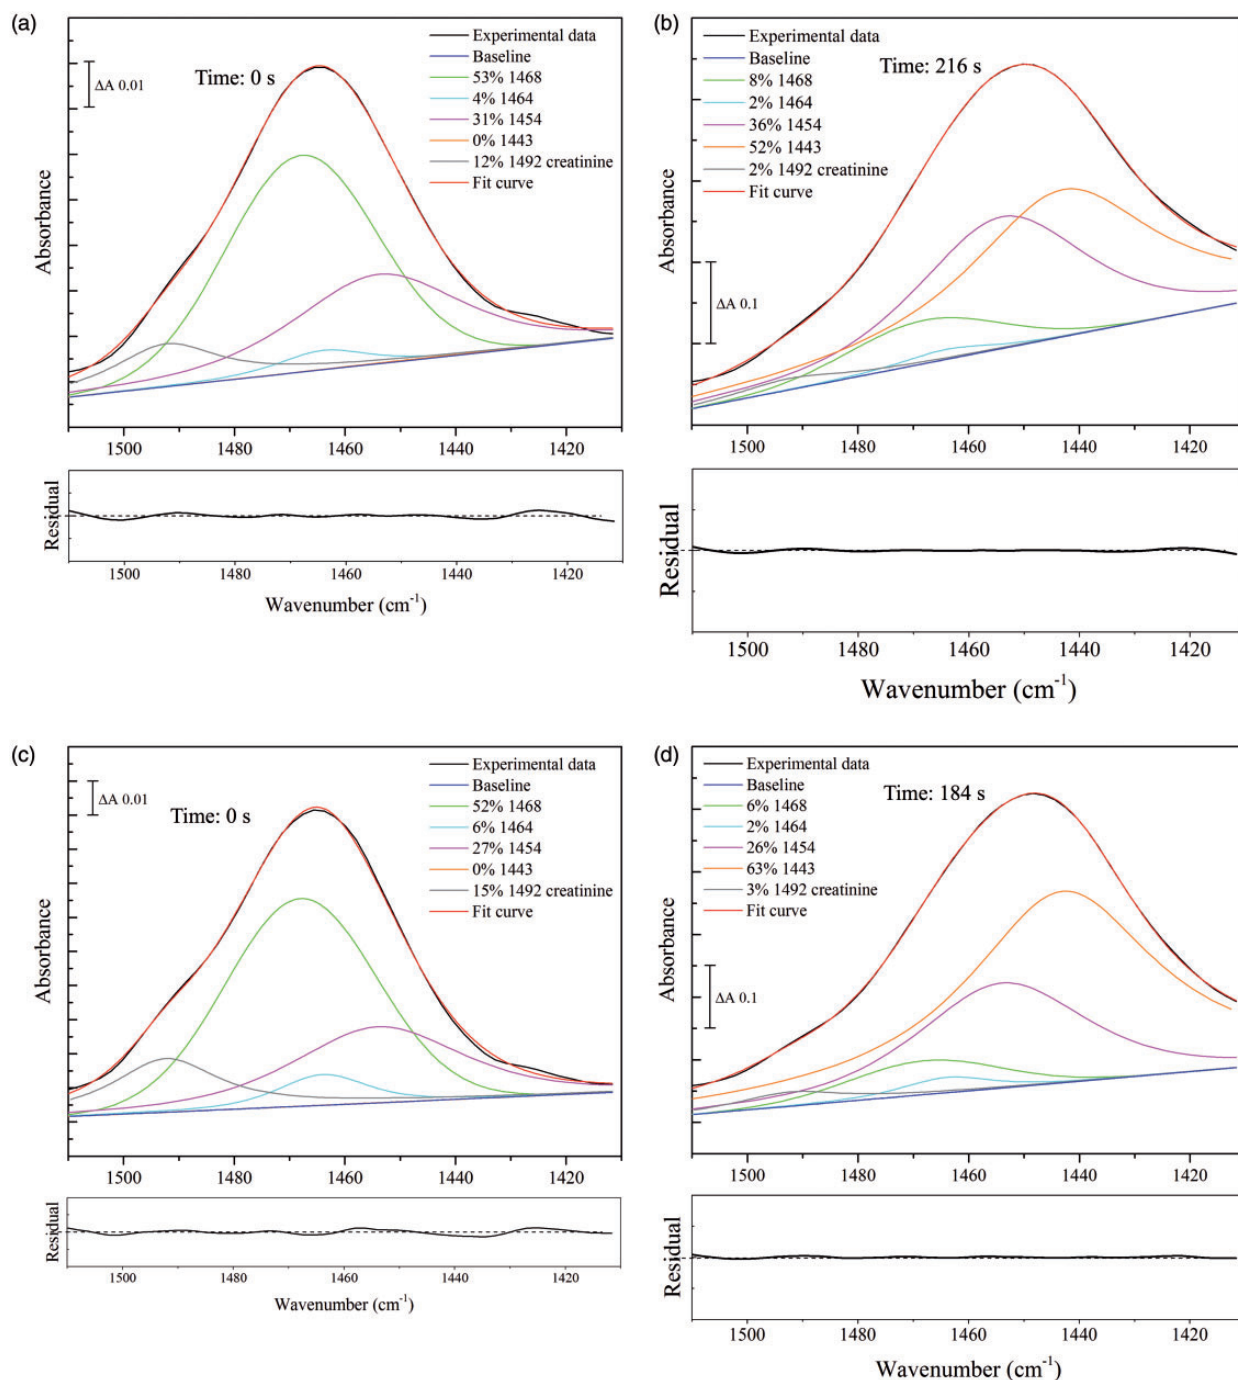 (a)
ΔA 0.01
Time: 0 s
Experimental data
Baseline
53% 1468
4% 1464
31% 1454
0% 1443
12% 1492 creatinine
Fit curve
Absorbance
1500 1480 1460 1440 1420
Residual
1500 1480 1460 1440 1420
Wavenumber (cm⁻¹)
(b)
Time: 216 s
Experimental data
Baseline
8% 1468
2% 1464
36% 1454
52% 1443
2% 1492 creatinine
Fit curve
ΔA 0.1
Absorbance
1500 1480 1460 1440 1420
Residual
1500 1480 1460 1440 1420
Wavenumber (cm⁻¹)
(c)
ΔA 0.01
Time: 0 s
Experimental data
Baseline
52% 1468
6% 1464
27% 1454
0% 1443
15% 1492 creatinine
Fit curve
Absorbance
1500 1480 1460 1440 1420
Residual
1500 1480 1460 1440 1420
Wavenumber (cm⁻¹)
(d)
Time: 184 s
Experimental data
Baseline
6% 1468
2% 1464
26% 1454
63% 1443
3% 1492 creatinine
Fit curve
ΔA 0.1
Absorbance
1500 1480 1460 1440 1420
Residual
1500 1480 1460 1440 1420
Wavenumber (cm⁻¹)